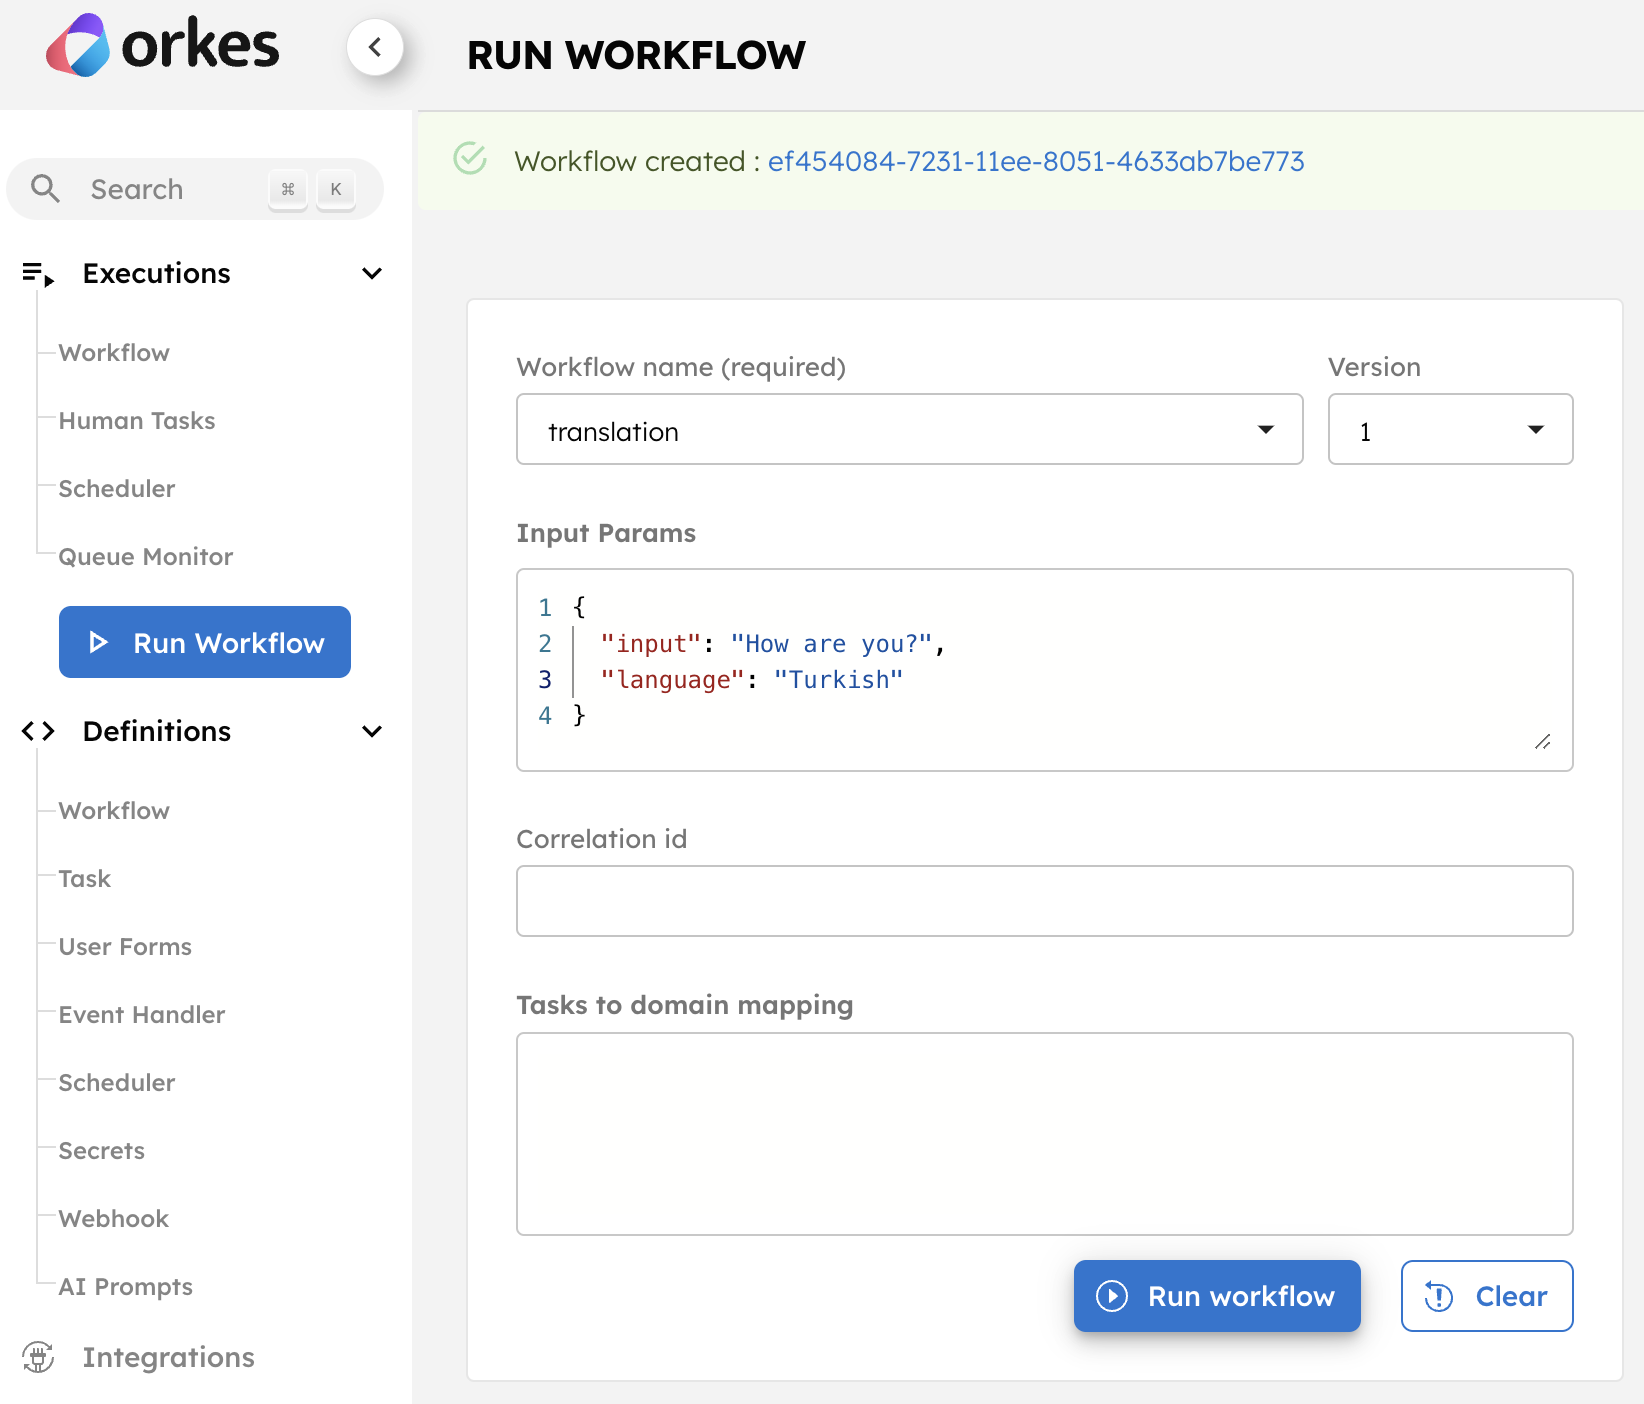 orkes
RUN WORKFLOW
Workflow created : ef454084-7231-11ee-8051-4633ab7be773
Search ⌘ K
Executions
Workflow
Human Tasks
Scheduler
Queue Monitor
Run Workflow
Definitions
Workflow
Task
User Forms
Event Handler
Scheduler
Secrets
Webhook
AI Prompts
Integrations
Workflow name (required)
translation
Version
1
Input Params
1 {
2 "input": "How are you?",
3 "language": "Turkish"
4 }
Correlation id
Tasks to domain mapping
Run workflow
Clear